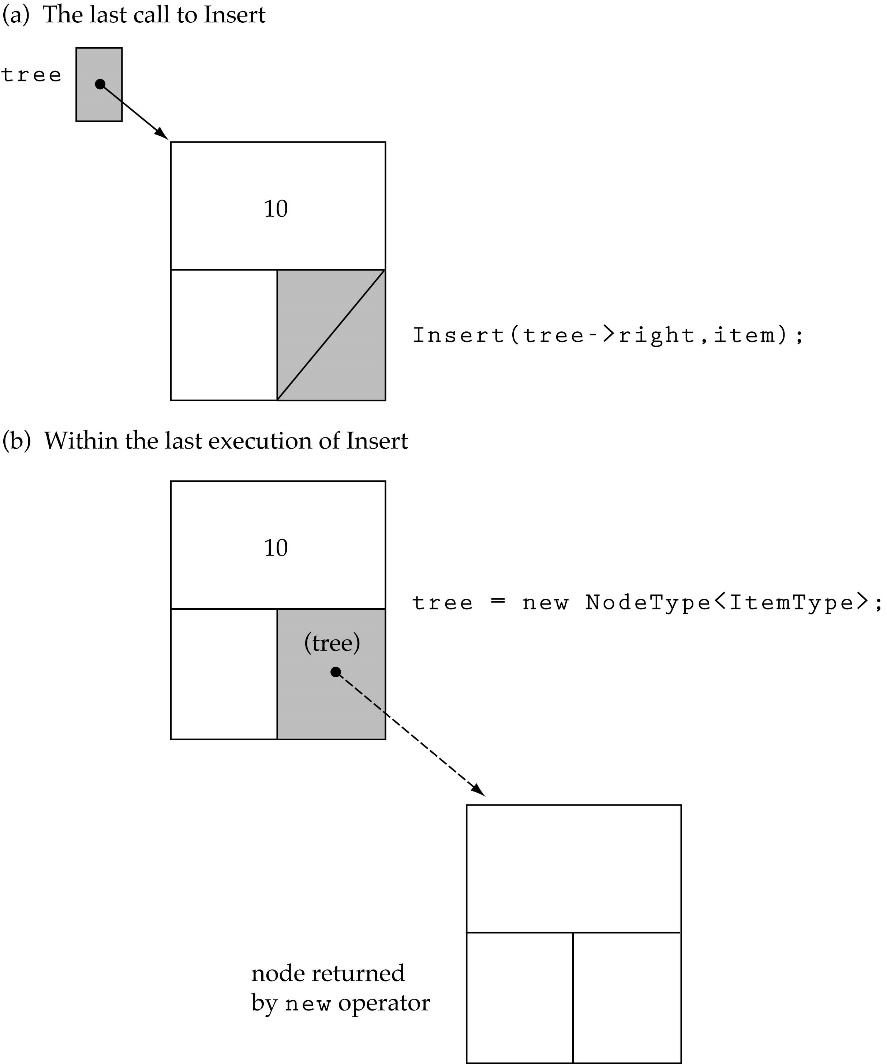 (a) The last call to Insert
tree
10
Insert(tree->right,item);
(b) Within the last execution of Insert
10
tree = new NodeType<ItemType>;
(tree)
node returned
by new operator